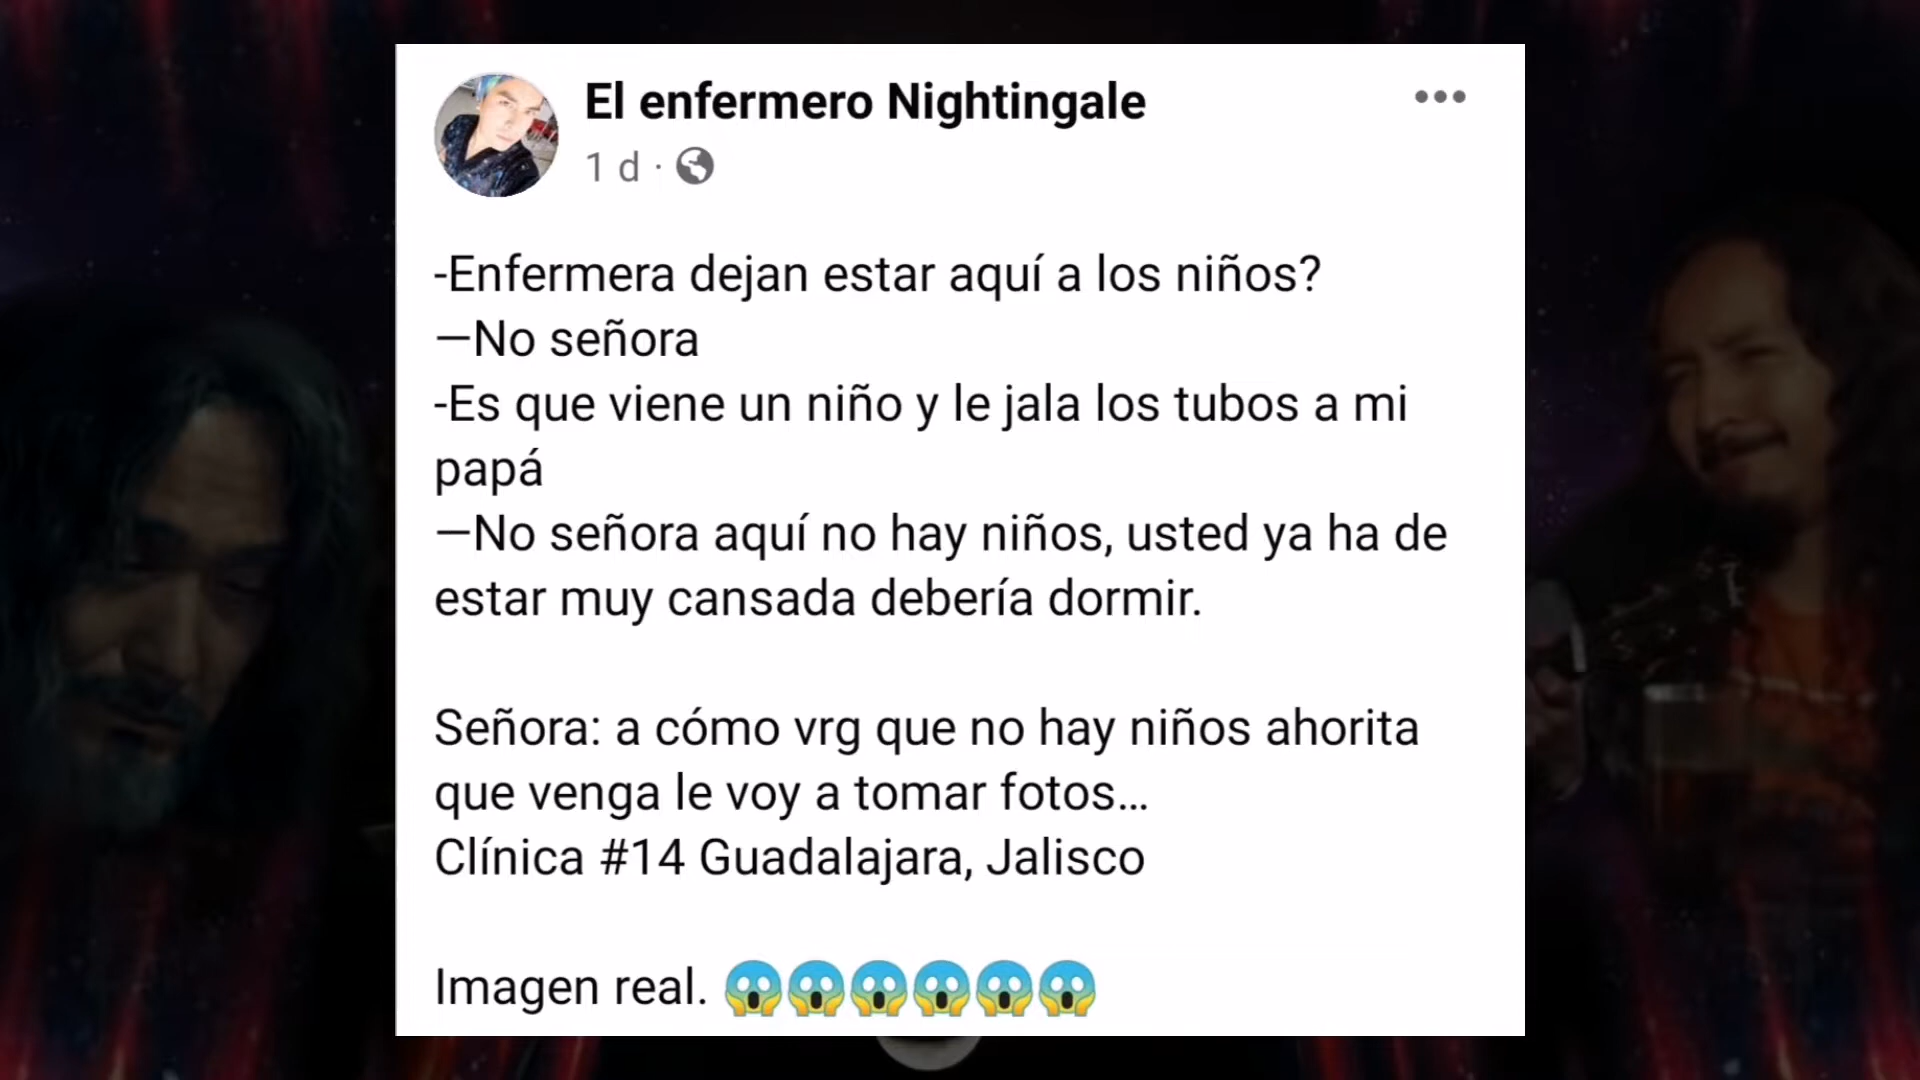 El enfermero Nightingale
1 d ·
-Enfermera dejan estar aquí a los niños?
—No señora
-Es que viene un niño y le jala los tubos a mi
papá
—No señora aquí no hay niños, usted ya ha de
estar muy cansada debería dormir.
Señora: a cómo vrg que no hay niños ahorita
que venga le voy a tomar fotos...
Clínica #14 Guadalajara, Jalisco
Imagen real. 😱😱😱😱😱😱